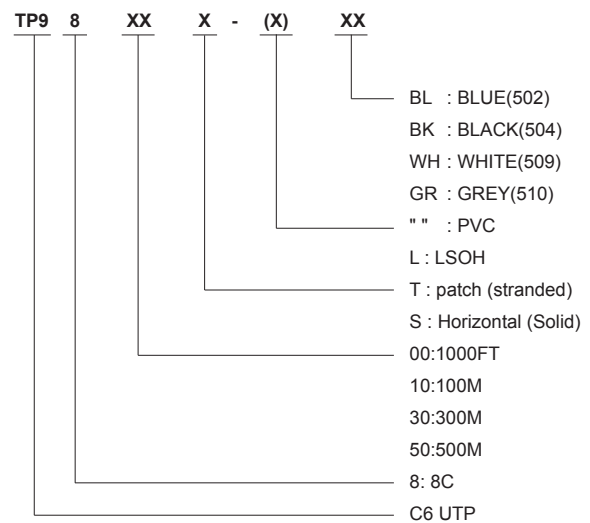 TP9 8 XX X - (X) XX
BL : BLUE(502)
BK : BLACK(504)
WH : WHITE(509)
GR : GREY(510)
" " : PVC
L : LSOH
T : patch (stranded)
S : Horizontal (Solid)
00:1000FT
10:100M
30:300M
50:500M
8: 8C
C6 UTP